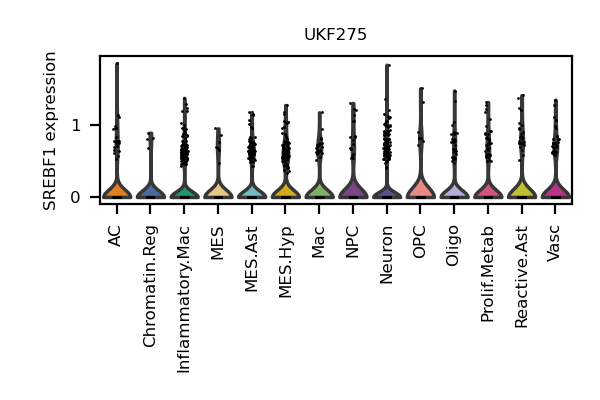 UKF275
SREBF1 expression
1
0
AC
Chromatin.Reg
Inflammatory.Mac
MES
MES.Ast
MES.Hyp
Mac
NPC
Neuron
OPC
Oligo
Prolif.Metab
Reactive.Ast
Vasc